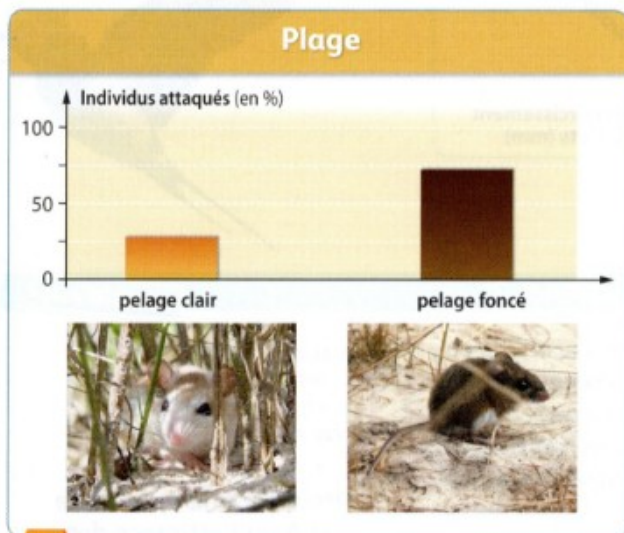 Plage
Individus attaqués (en %)
100
50
0
pelage clair
pelage foncé